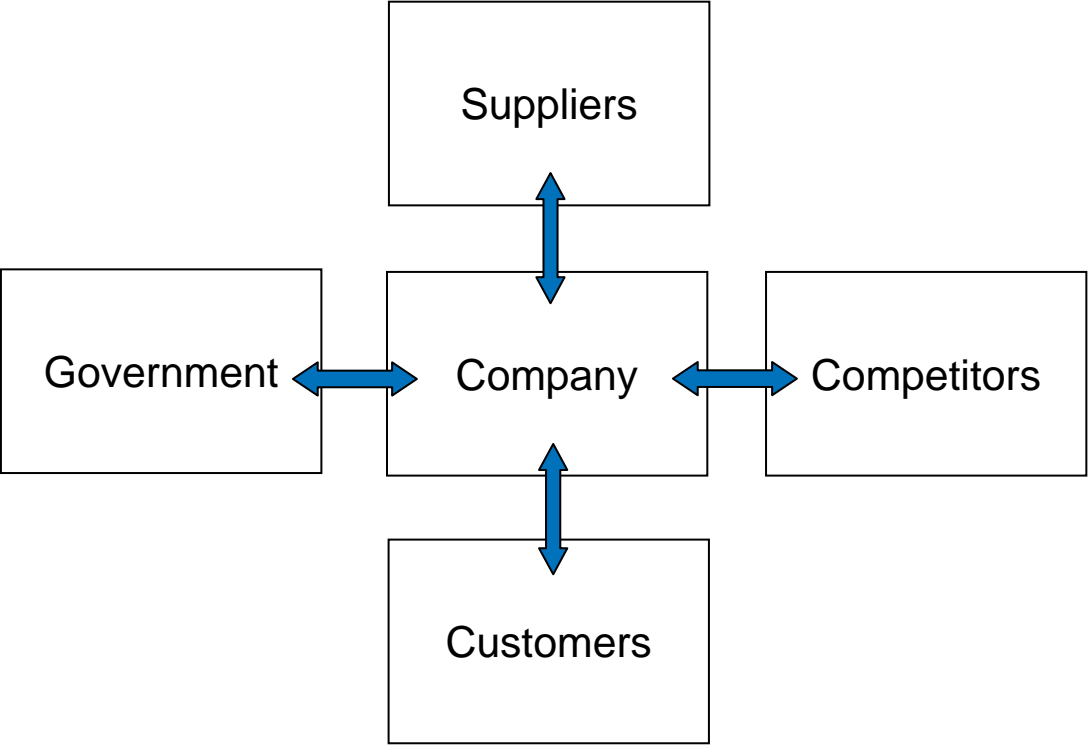 Suppliers
Government
Company
Competitors
Customers